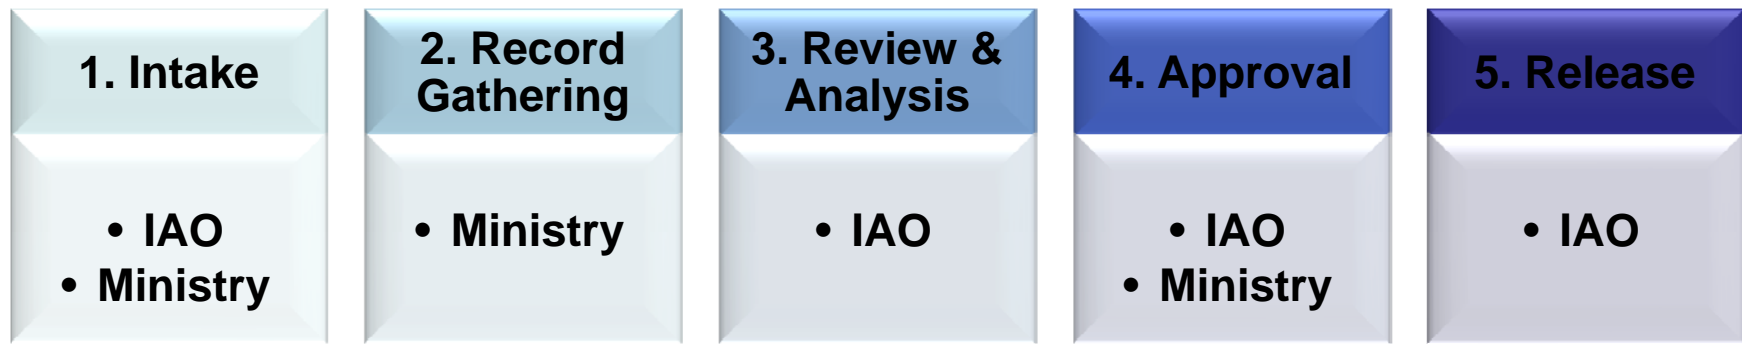 1. Intake
• IAO
• Ministry
2. Record
Gathering
• Ministry
3. Review &
Analysis
• IAO
4. Approval
• IAO
• Ministry
5. Release
• IAO